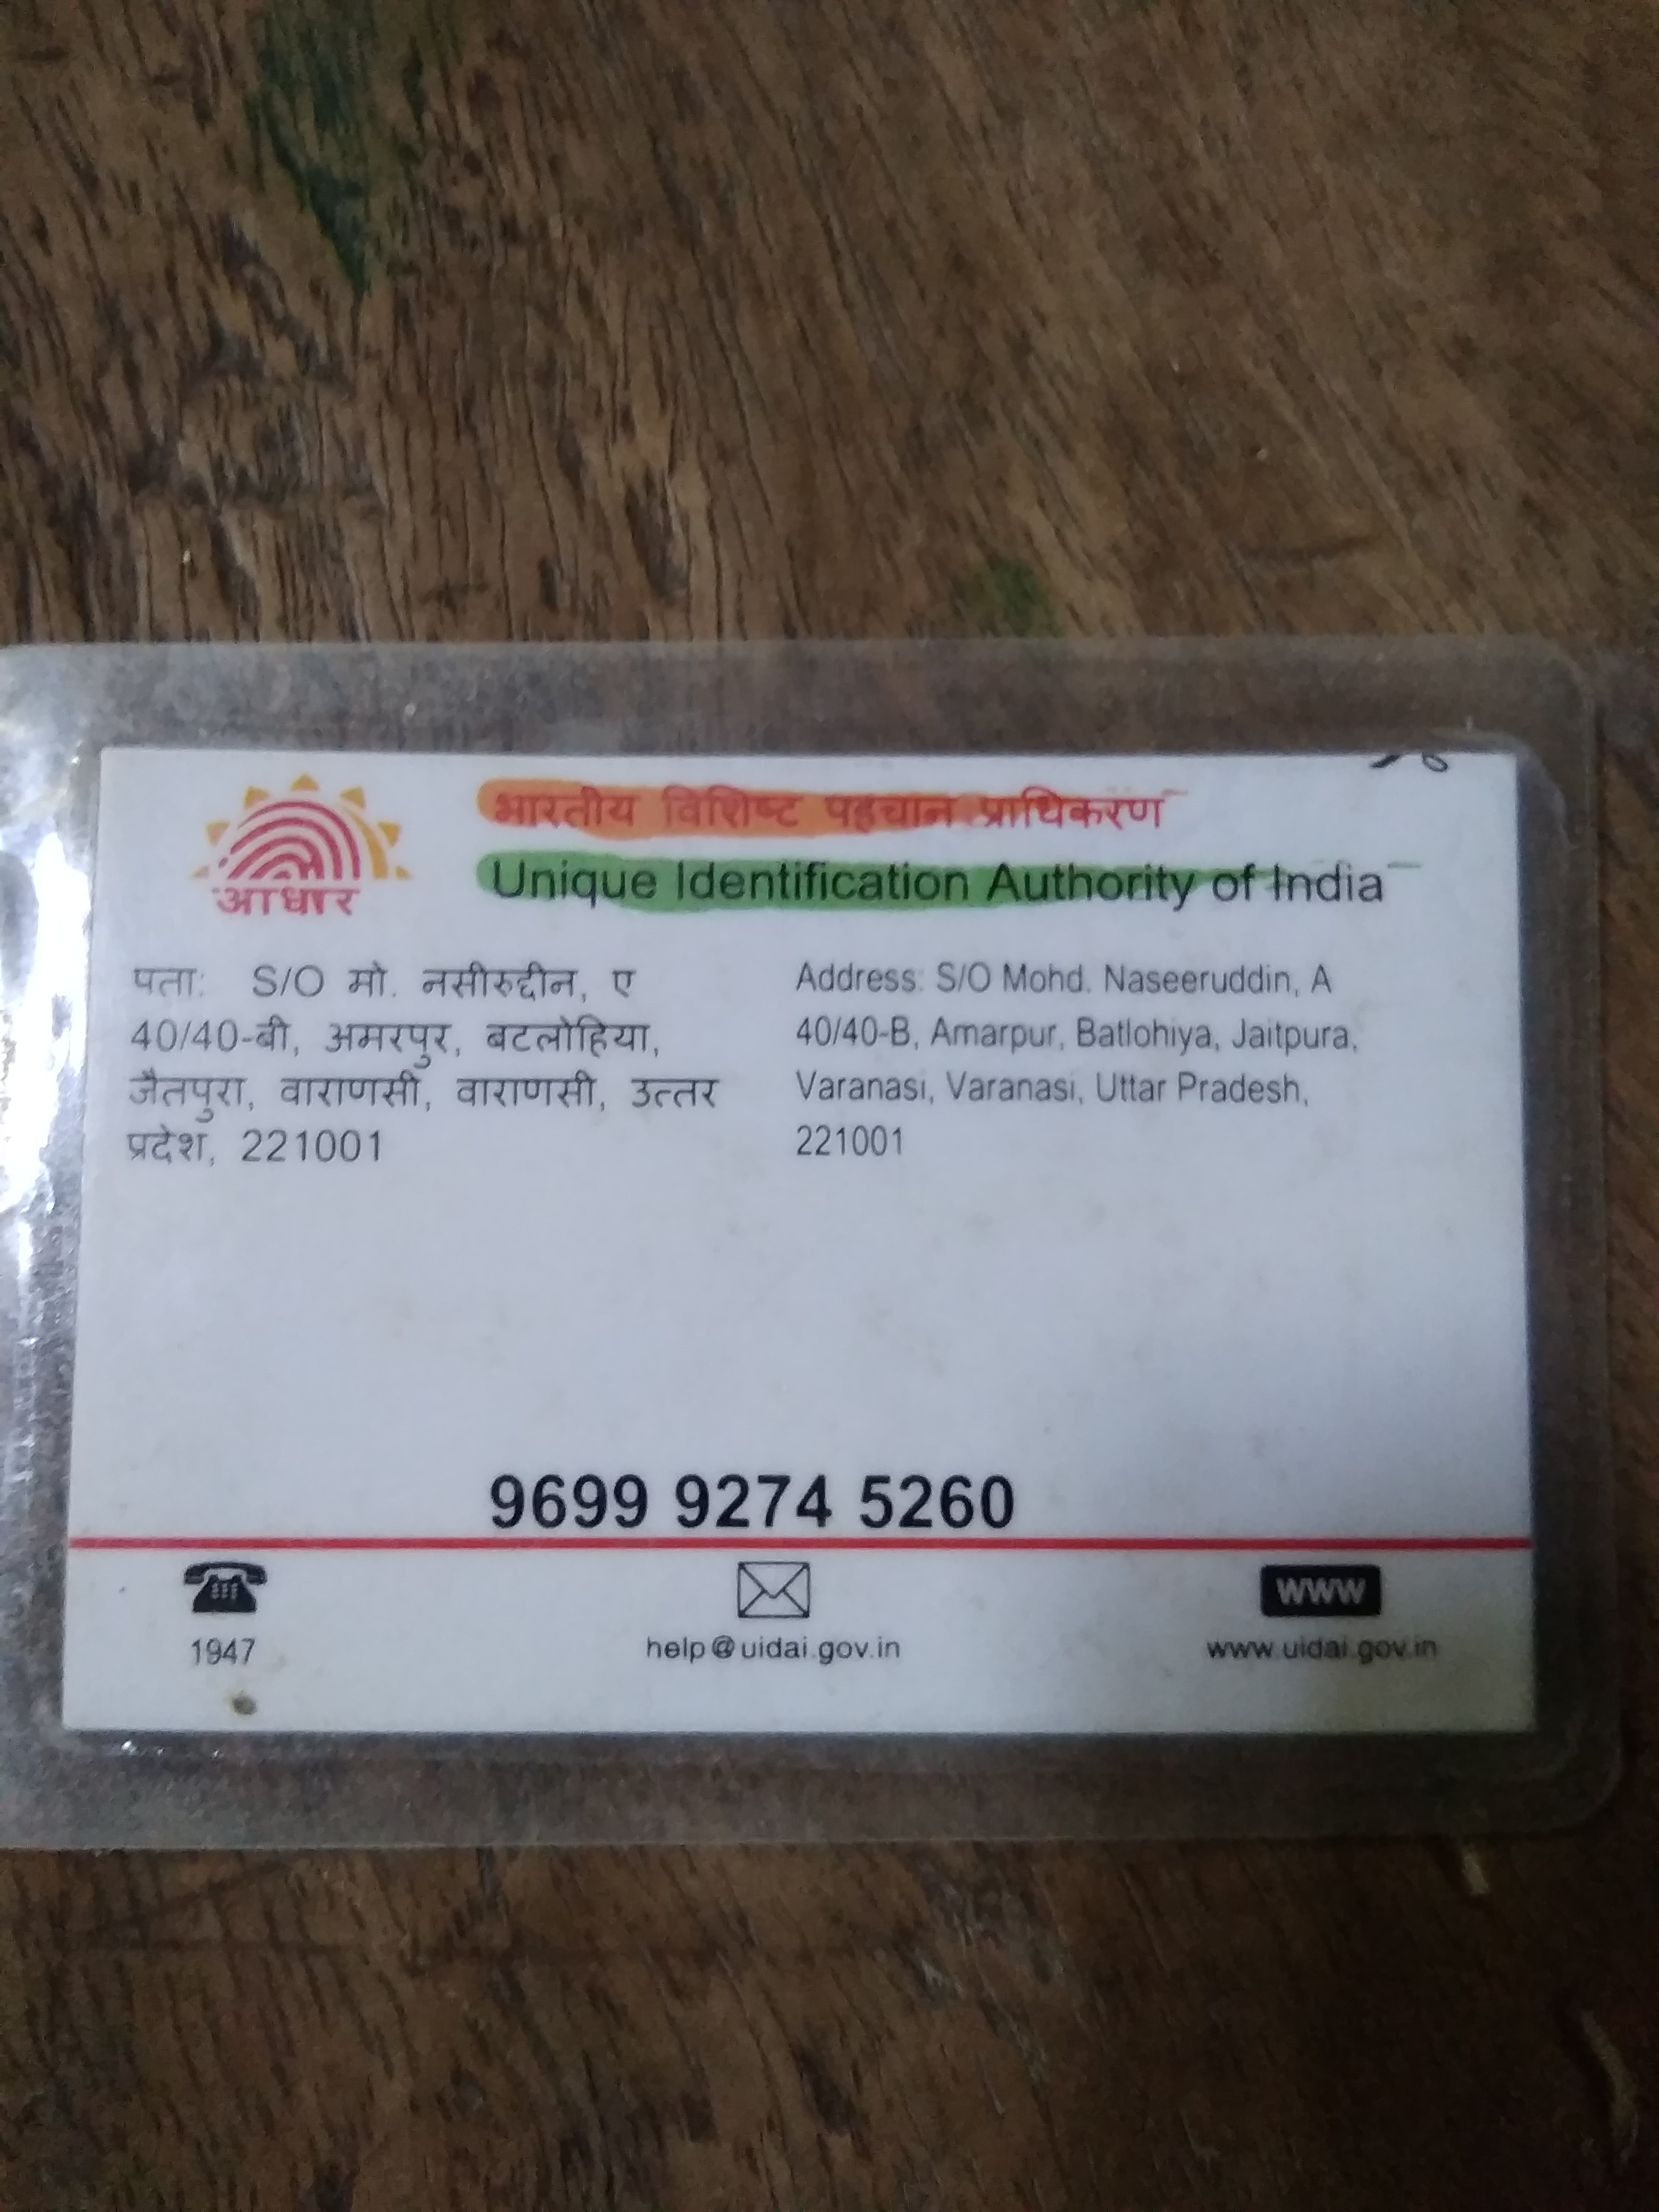 भारतीय विशिष्ट पहचान प्राधिकरण
Unique Identification Authority of India
आधार
पता: S/O मो. नसीरुद्दीन, ए
40/40-बी, अमरपुर, बटलोहिया,
जैतपुरा, वाराणसी, वाराणसी, उत्तर
प्रदेश, 221001
Address: S/O Mohd. Naseeruddin, A
40/40-B, Amarpur, Batlohiya, Jaitpura,
Varanasi, Varanasi, Uttar Pradesh,
221001
9699 9274 5260
WWW
1947
help@uidai.gov.in
www.uidai.gov.in